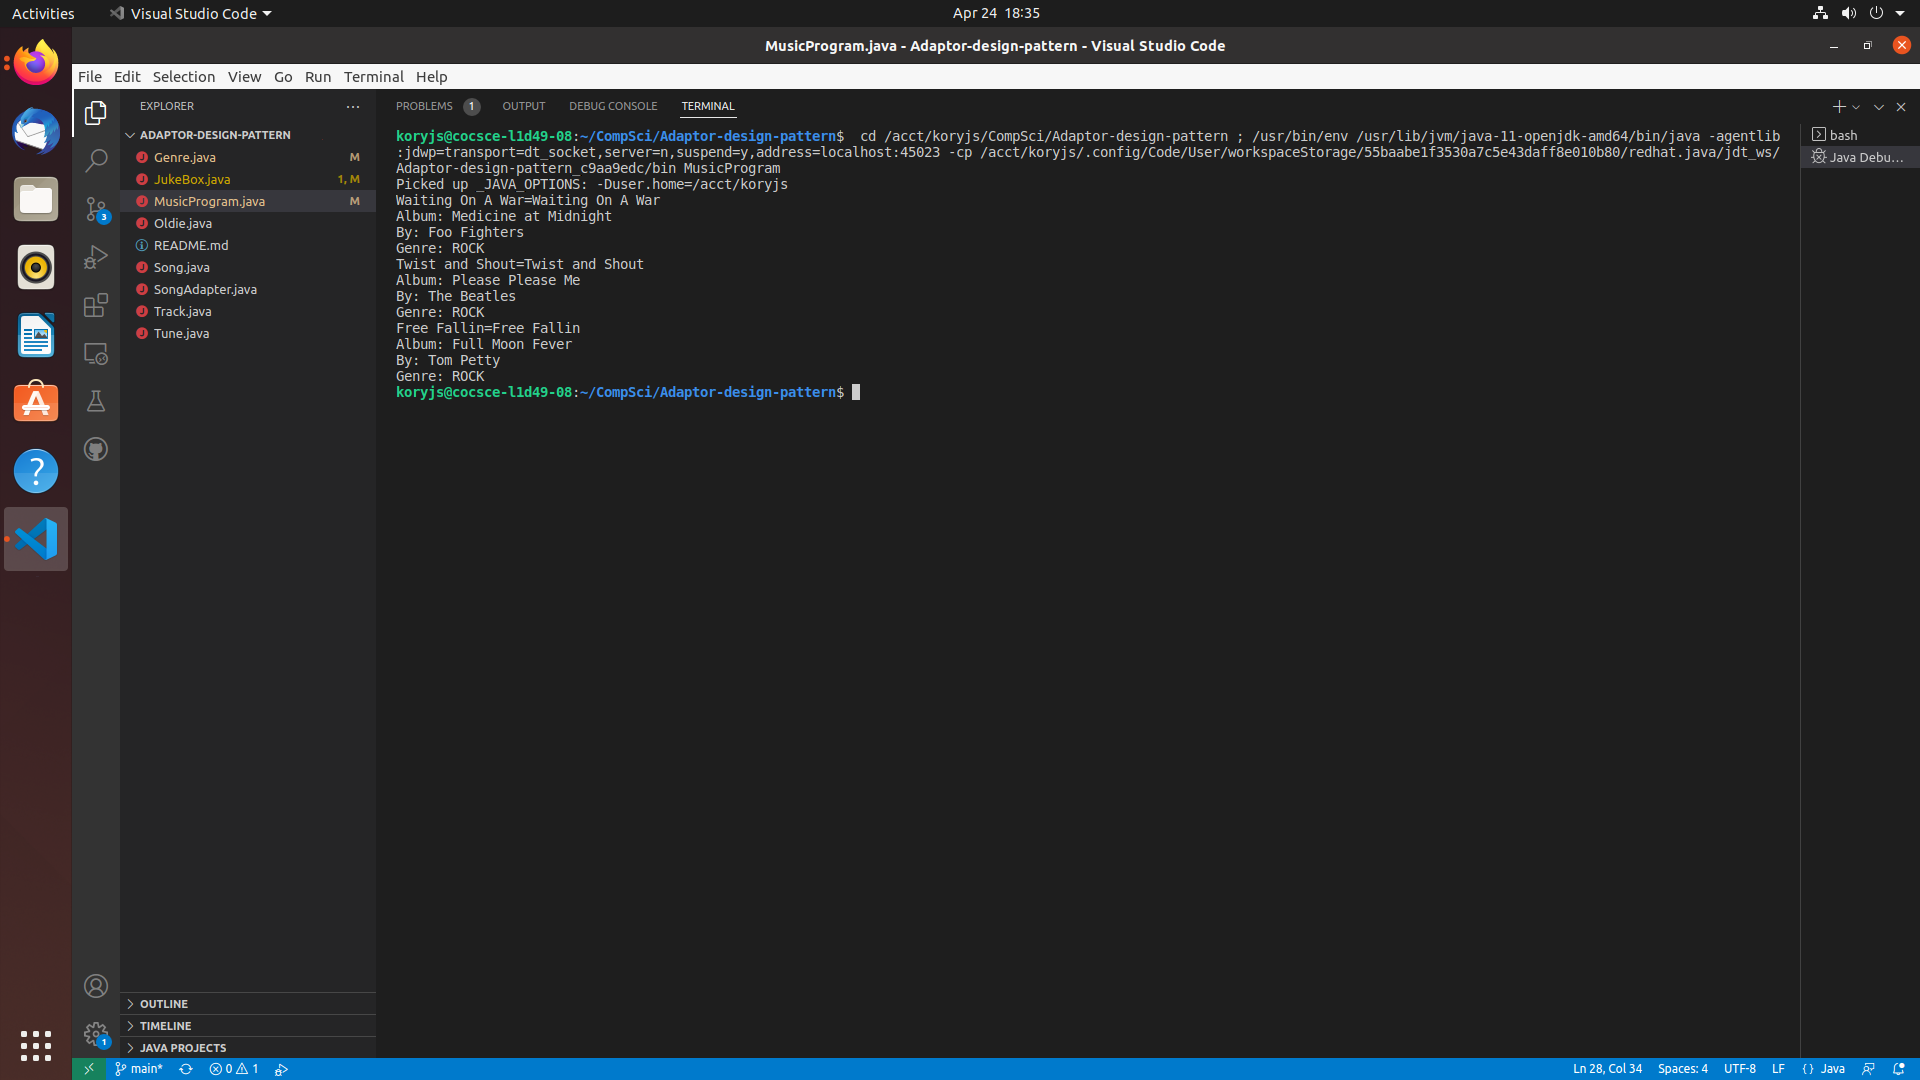 Activities
Visual Studio Code
Apr 24 18:35
MusicProgram.java - Adaptor-design-pattern - Visual Studio Code
File Edit Selection View Go Run Terminal Help
EXPLORER
ADAPTOR-DESIGN-PATTERN
Genre.java M
JukeBox.java 1, M
MusicProgram.java M
Oldie.java
README.md
Song.java
SongAdapter.java
Track.java
Tune.java
3
1
OUTLINE
TIMELINE
JAVA PROJECTS
PROBLEMS 1 OUTPUT DEBUG CONSOLE TERMINAL
koryjs@cocsce-l1d49-08:~/CompSci/Adaptor-design-pattern$  cd /acct/koryjs/CompSci/Adaptor-design-pattern ; /usr/bin/env /usr/lib/jvm/java-11-openjdk-amd64/bin/java -agentlib
:jdwp=transport=dt_socket,server=n,suspend=y,address=localhost:45023 -cp /acct/koryjs/.config/Code/User/workspaceStorage/55baabe1f3530a7c5e43daff8e010b80/redhat.java/jdt_ws/
Adaptor-design-pattern_c9aa9edc/bin MusicProgram
Picked up _JAVA_OPTIONS: -Duser.home=/acct/koryjs
Waiting On A War=Waiting On A War
Album: Medicine at Midnight
By: Foo Fighters
Genre: ROCK
Twist and Shout=Twist and Shout
Album: Please Please Me
By: The Beatles
Genre: ROCK
Free Fallin=Free Fallin
Album: Full Moon Fever
By: Tom Petty
Genre: ROCK
koryjs@cocsce-l1d49-08:~/CompSci/Adaptor-design-pattern$
bash
Java Debu...
main* 0 1
Ln 28, Col 34 Spaces: 4 UTF-8 LF {} Java